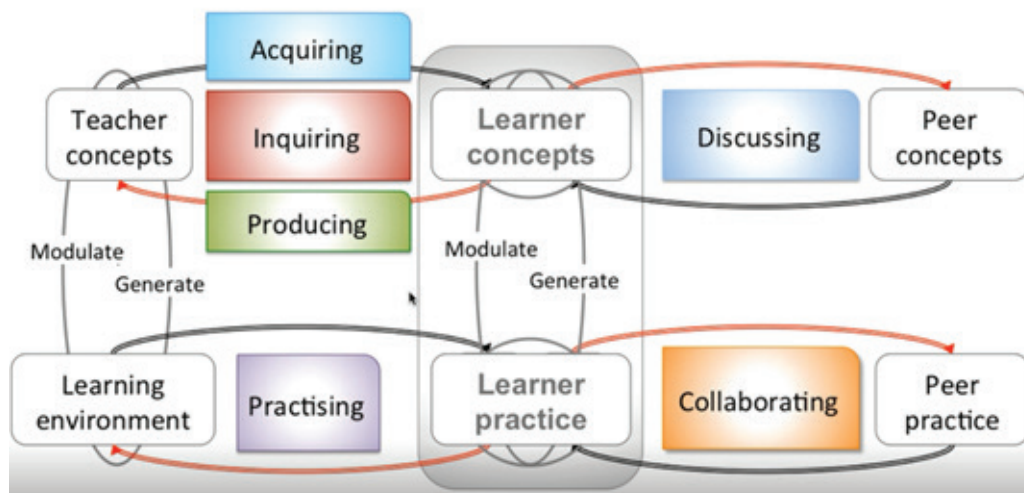 Acquiring
Teacher
concepts
Inquiring
Learner
concepts
Discussing
Peer
concepts
Producing
Modulate
Generate
Modulate
Generate
Learning
environment
Practising
Learner
practice
Collaborating
Peer
practice